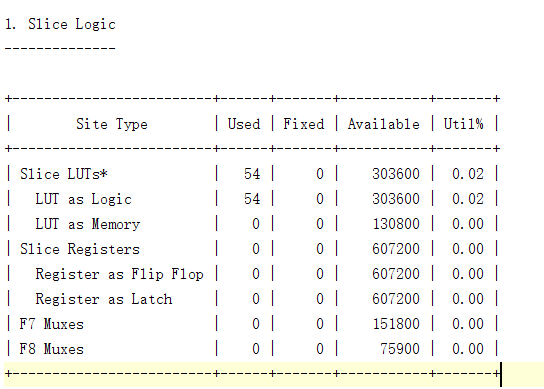 1. Slice Logic
--------------
+-------------------------+------+-------+-----------+-------+
|        Site Type        | Used | Fixed | Available | Util% |
+-------------------------+------+-------+-----------+-------+
| Slice LUTs*             |   54 |     0 |    303600 |  0.02 |
|   LUT as Logic          |   54 |     0 |    303600 |  0.02 |
|   LUT as Memory         |    0 |     0 |    130800 |  0.00 |
| Slice Registers         |    0 |     0 |    607200 |  0.00 |
|   Register as Flip Flop |    0 |     0 |    607200 |  0.00 |
|   Register as Latch     |    0 |     0 |    607200 |  0.00 |
| F7 Muxes                |    0 |     0 |    151800 |  0.00 |
| F8 Muxes                |    0 |     0 |     75900 |  0.00 |
+-------------------------+------+-------+-----------+-------+